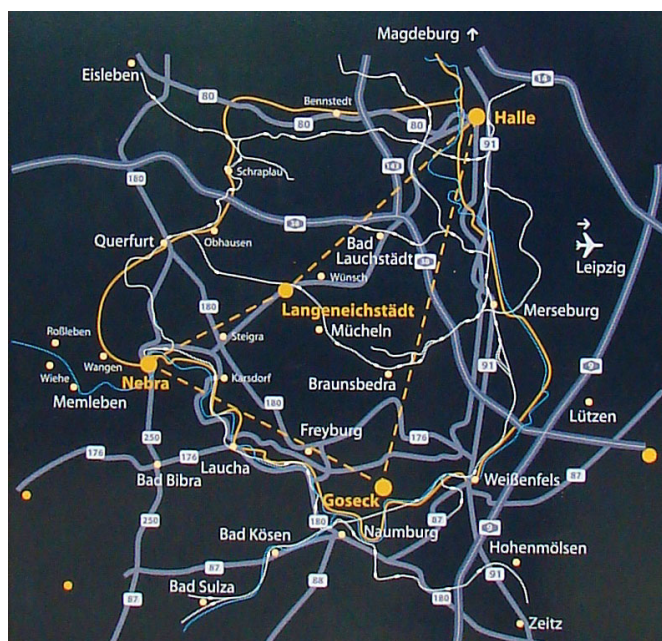 Magdeburg ↑
Eisleben
14
80
Bennstedt
80
80
Halle
91
143
Schraplau
180
38
Querfurt
Obhausen
Bad
Lauchstädt
38
Leipzig
Wünsch
Langeneichstädt
180
Merseburg
Roßleben
Steigra
Mücheln
Wangen
91
9
Wiehe
Nebra
Karsdorf
Braunsbedra
Memleben
180
Lützen
250
Freyburg
176
176
176
Laucha
Bad Bibra
Weißenfels
87
Goseck
250
180
87
9
Bad Kösen
Naumburg
Hohenmölsen
87
88
91
Bad Sulza
87
180
Zeitz